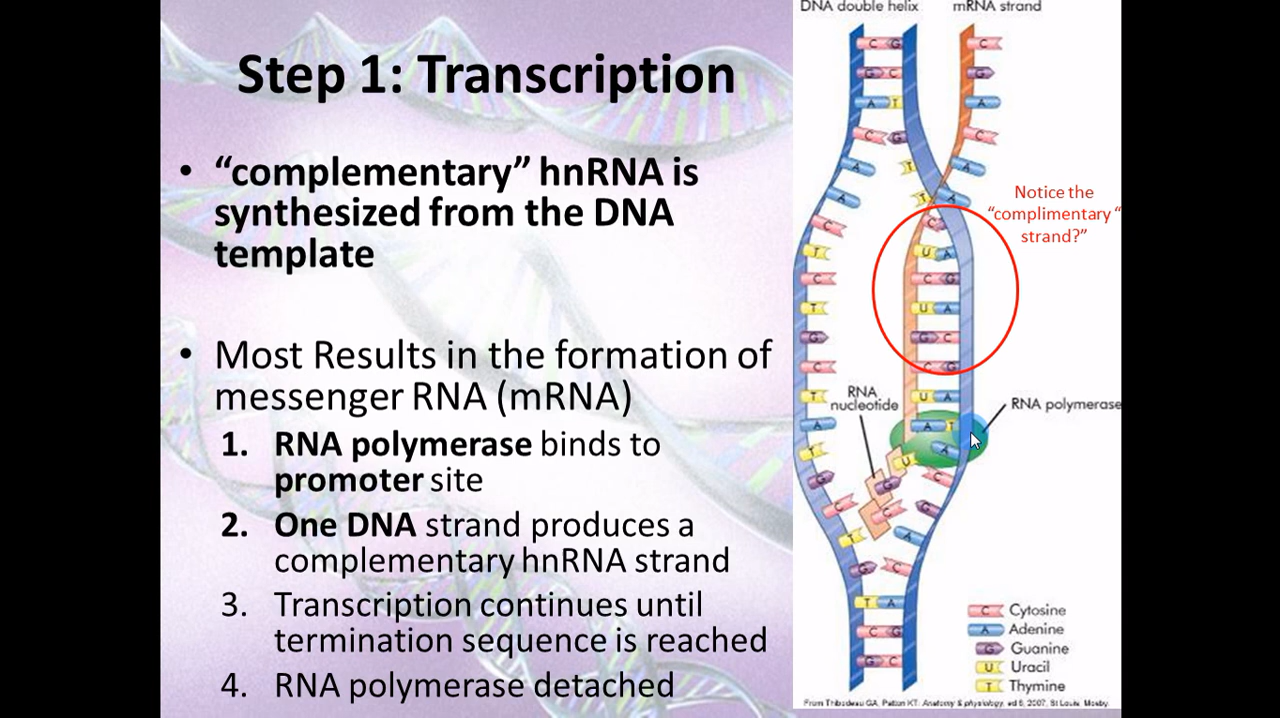 Step 1: Transcription
• “complementary” hnRNA is
synthesized from the DNA
template
• Most Results in the formation of
messenger RNA (mRNA)
1. RNA polymerase binds to
promoter site
2. One DNA strand produces a
complementary hnRNA strand
3. Transcription continues until
termination sequence is reached
4. RNA polymerase detached
DNA double helix
mRNA strand
Notice the
“complimentary “
strand?”
RNA
nucleotide
RNA polymerase
C Cytosine
A Adenine
G Guanine
U Uracil
T Thymine
From Thibodeau GA, Patton KT: Anatomy & physiology, ed 6, 2007, St Louis, Mosby.